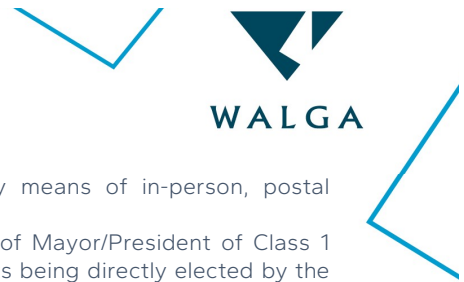 WALGA
means of in-person, postal
of Mayor/President of Class 1
s being directly elected by the